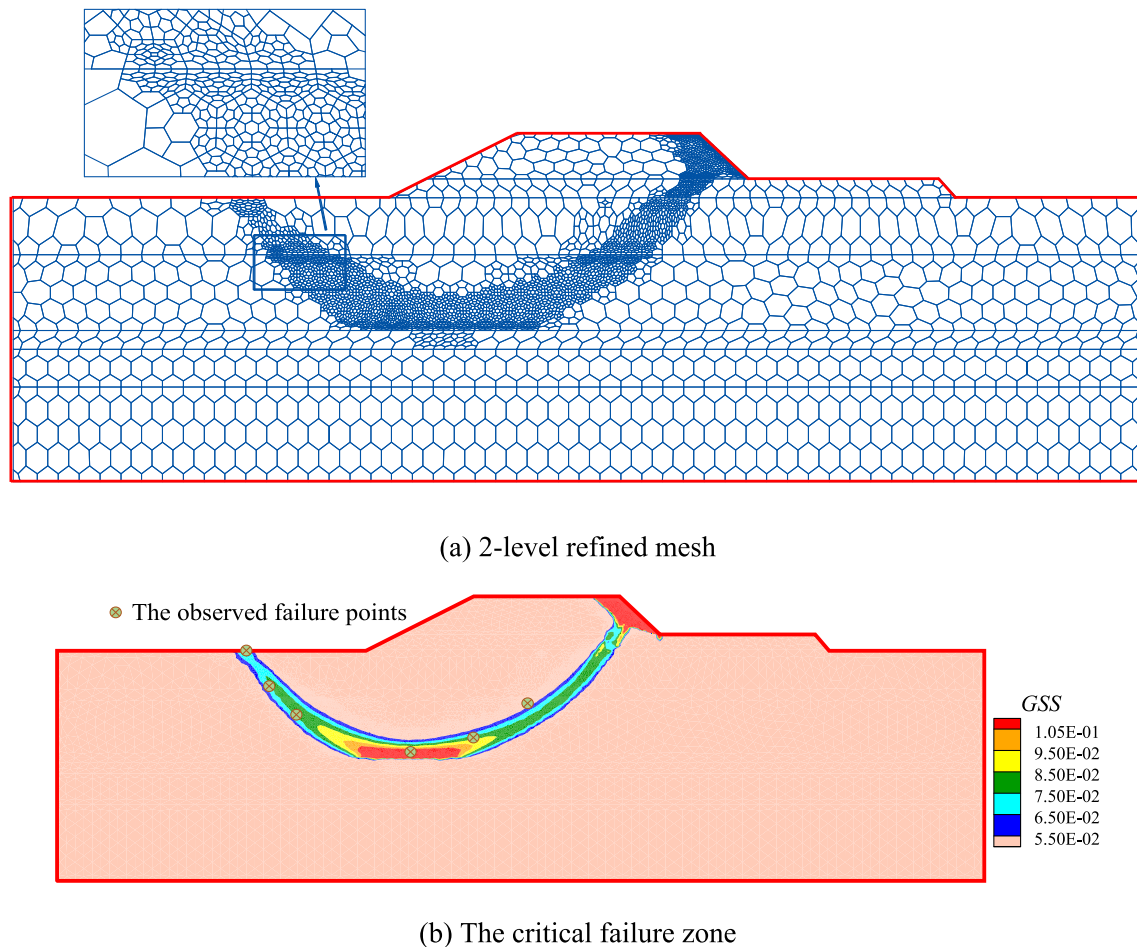 (a) 2-level refined mesh
The observed failure points
GSS
1.05E-01
9.50E-02
8.50E-02
7.50E-02
6.50E-02
5.50E-02
(b) The critical failure zone